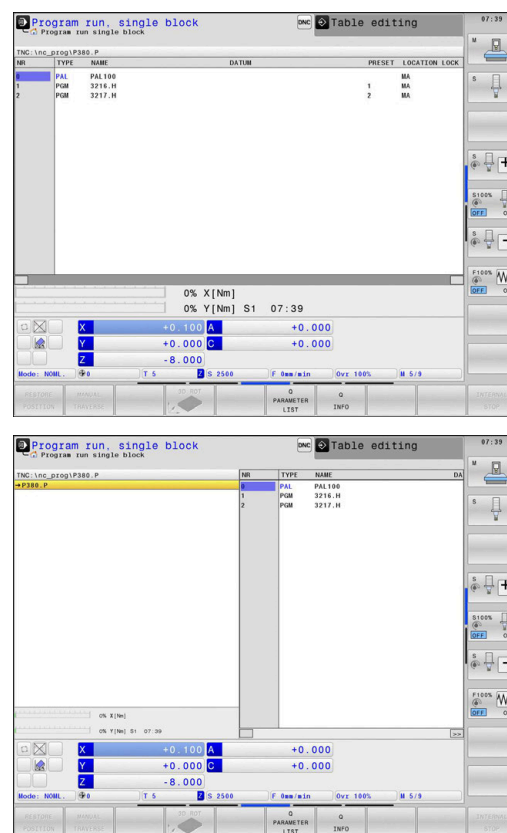 Program run, single block DNC Table editing 07:39
Program run single block
M
TNC:\nc_prog\P380.P
NR TYPE NAME DATUM PRESET LOCATION LOCK
0 PAL PAL100 MA
1 PGM 3216.H 1 MA
2 PGM 3217.H 2 MA
S
S
S100%
OFF
S
F100%
OFF
0% X[Nm]
0% Y[Nm] S1 07:39
X +0.100 A +0.000
Y +0.000 C +0.000
Z -8.000
Mode: NOML. 0 T 5 Z S 2500 F 0mm/min Ovr 100% M 5/9
RESTORE POSITION
MANUAL TRAVERSE
3D ROT
Q PARAMETER LIST
Q INFO
INTERNAL STOP
Program run, single block DNC Table editing 07:39
Program run single block
M
TNC:\nc_prog\P380.P NR TYPE NAME DA
P380.P 0 PAL PAL100
1 PGM 3216.H
2 PGM 3217.H
S
S
S100%
OFF
S
F100%
OFF
0% X[Nm]
0% Y[Nm] S1 07:39 >>
X +0.100 A +0.000
Y +0.000 C +0.000
Z -8.000
Mode: NOML. 0 T 5 Z S 2500 F 0mm/min Ovr 100% M 5/9
RESTORE POSITION
MANUAL TRAVERSE
3D ROT
Q PARAMETER LIST
Q INFO
INTERNAL STOP